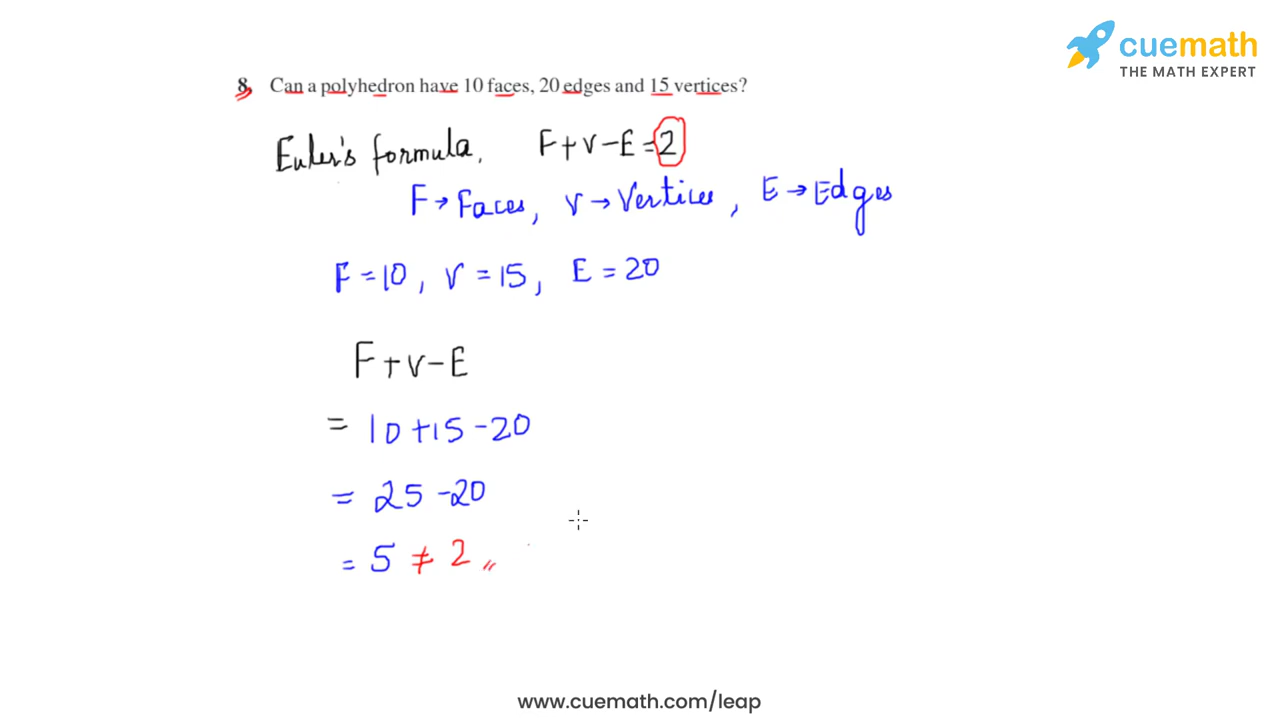 cuemath
THE MATH EXPERT
8. Can a polyhedron have 10 faces, 20 edges and 15 vertices?
Euler's formula, F+V-E=2
F→Faces, V→Vertices, E→Edges
F=10, V=15, E=20
F+V-E
= 10+15-20
= 25-20
= 5 ≠ 2 〃
www.cuemath.com/leap